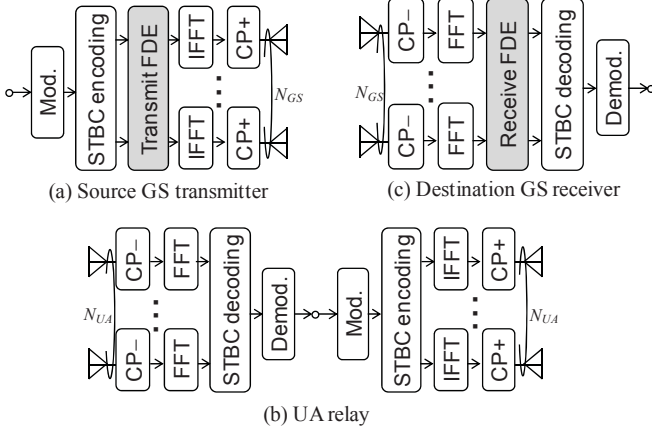 Mod.
STBC encoding
Transmit FDE
IFFT
CP+
IFFT
CP+
N_GS
(a) Source GS transmitter
N_GS
CP−
FFT
CP−
FFT
Receive FDE
STBC decoding
Demod.
(c) Destination GS receiver
N_UA
CP−
FFT
CP−
FFT
STBC decoding
Demod.
Mod.
STBC encoding
IFFT
CP+
IFFT
CP+
N_UA
(b) UA relay